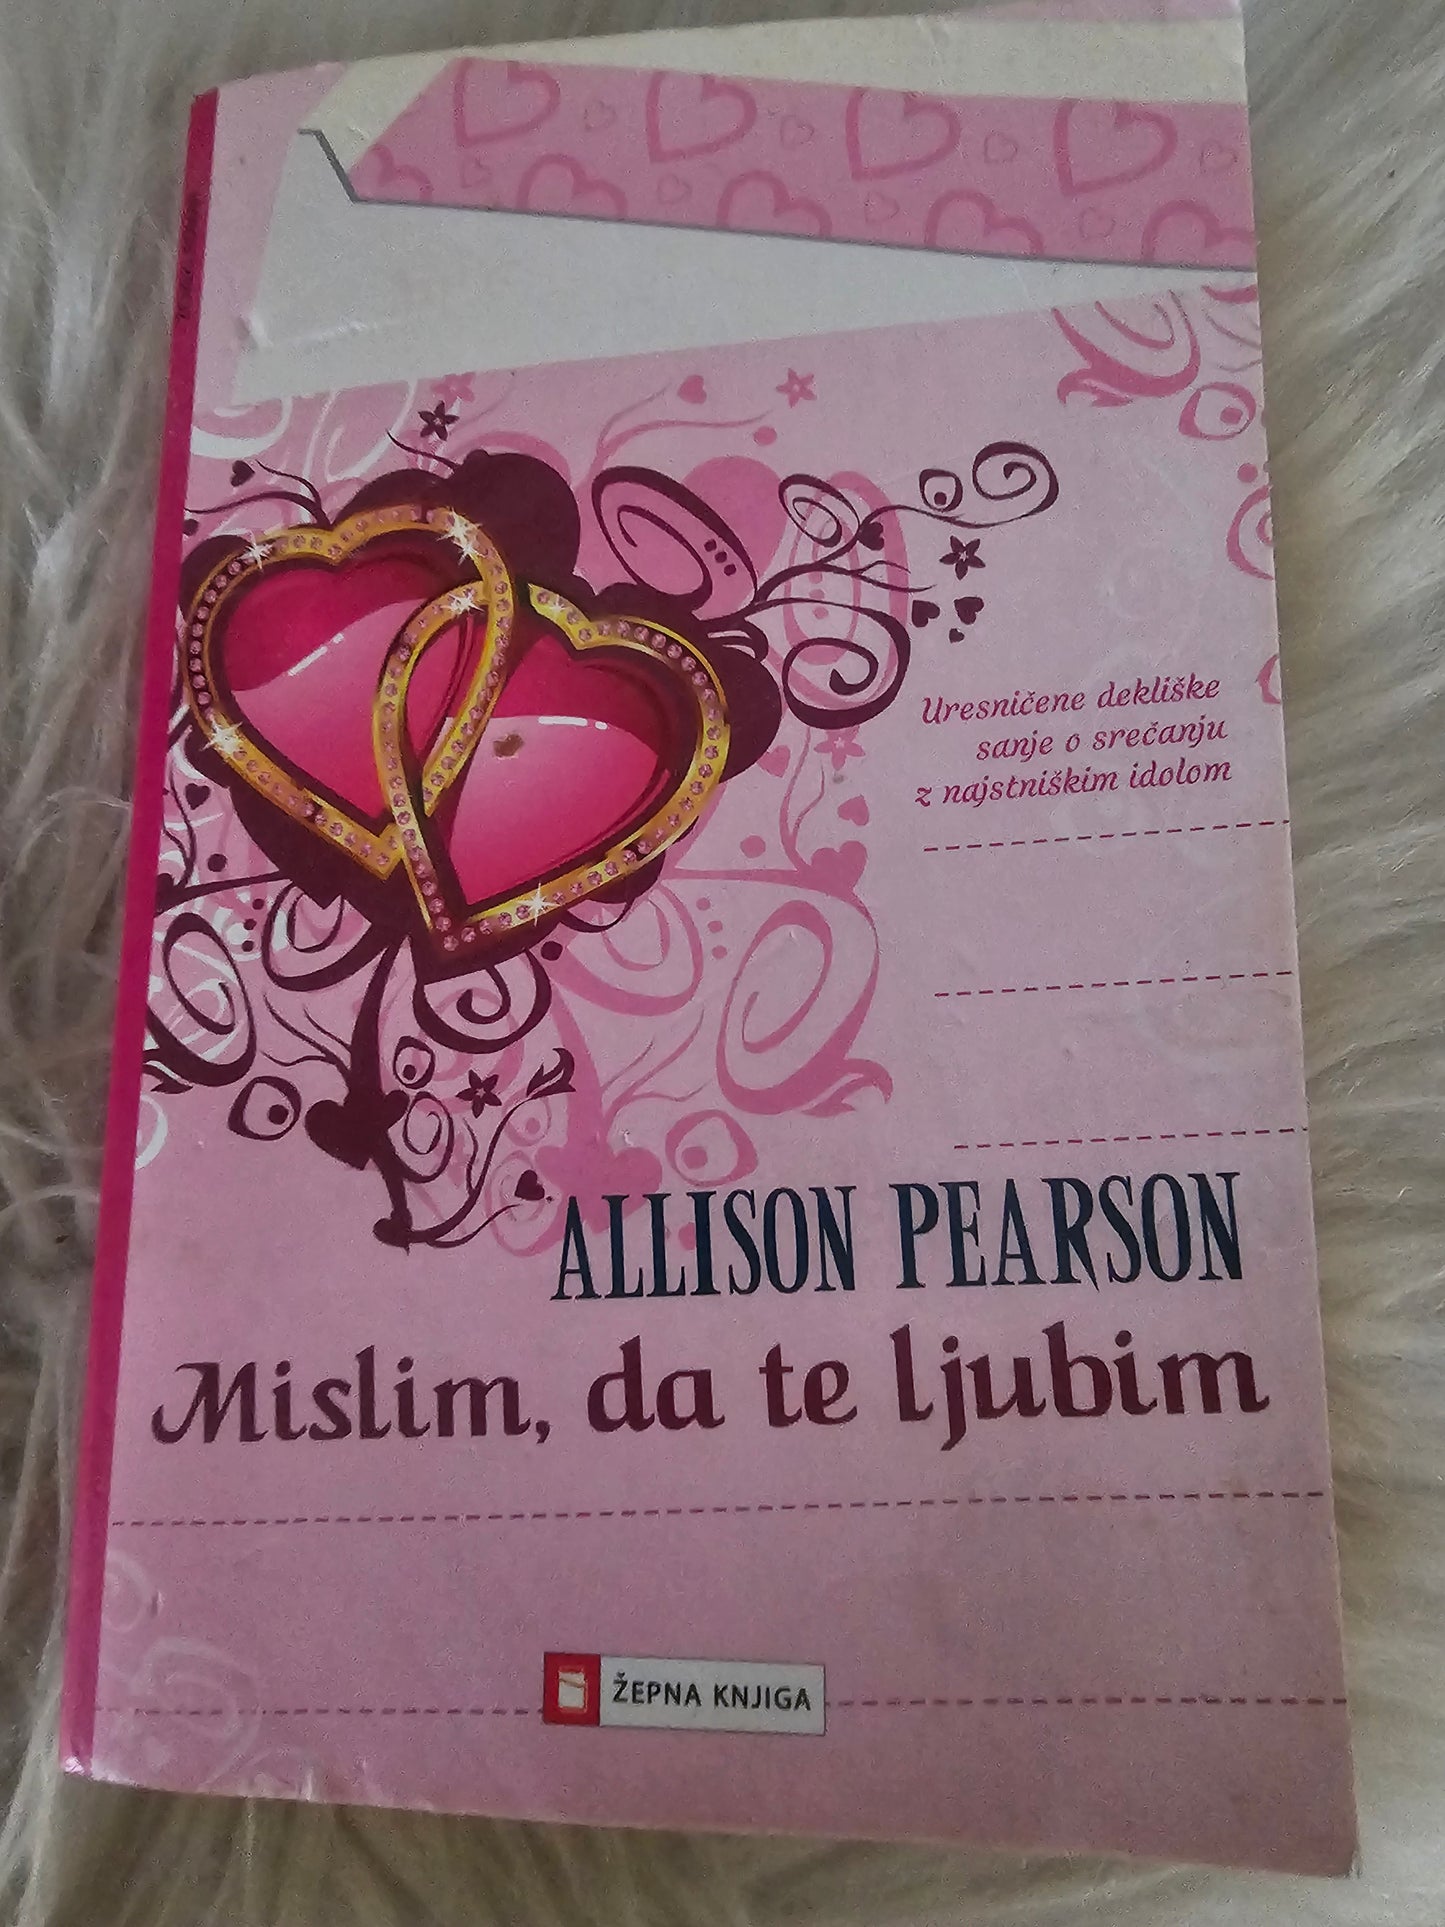 Uresničene dekliške
sanje o srečanju
z najstniškim idolom
ALLISON PEARSON
Mislim, da te ljubim
ŽEPNA KNJIGA